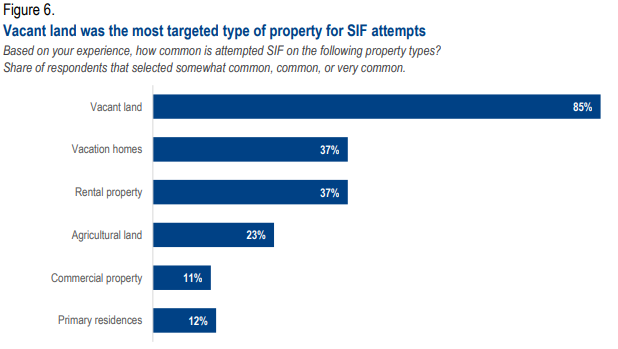 Figure 6.
Vacant land was the most targeted type of property for SIF attempts
Based on your experience, how common is attempted SIF on the following property types?
Share of respondents that selected somewhat common, common, or very common.
Vacant land 85%
Vacation homes 37%
Rental property 37%
Agricultural land 23%
Commercial property 11%
Primary residences 12%